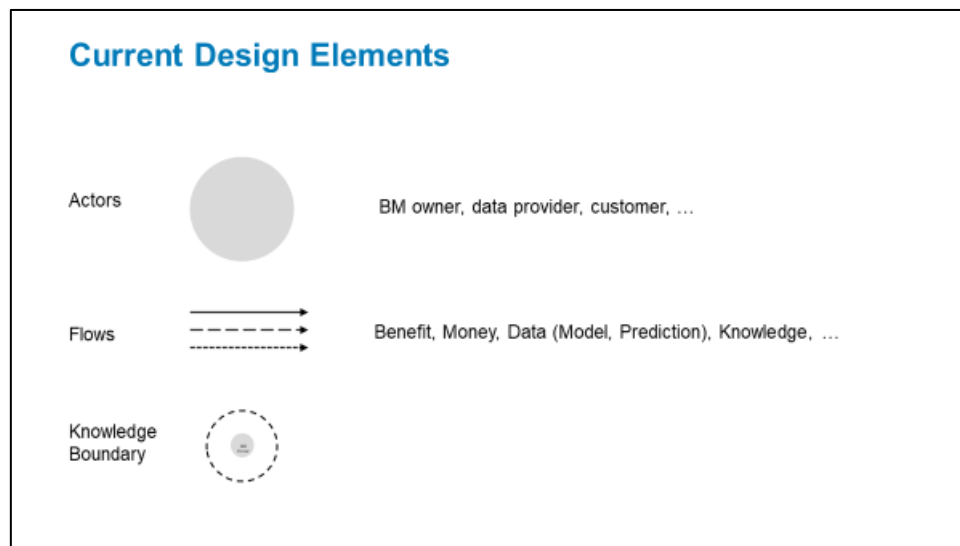 Current Design Elements
Actors
BM owner, data provider, customer, …
Flows
Benefit, Money, Data (Model, Prediction), Knowledge, …
Knowledge
Boundary